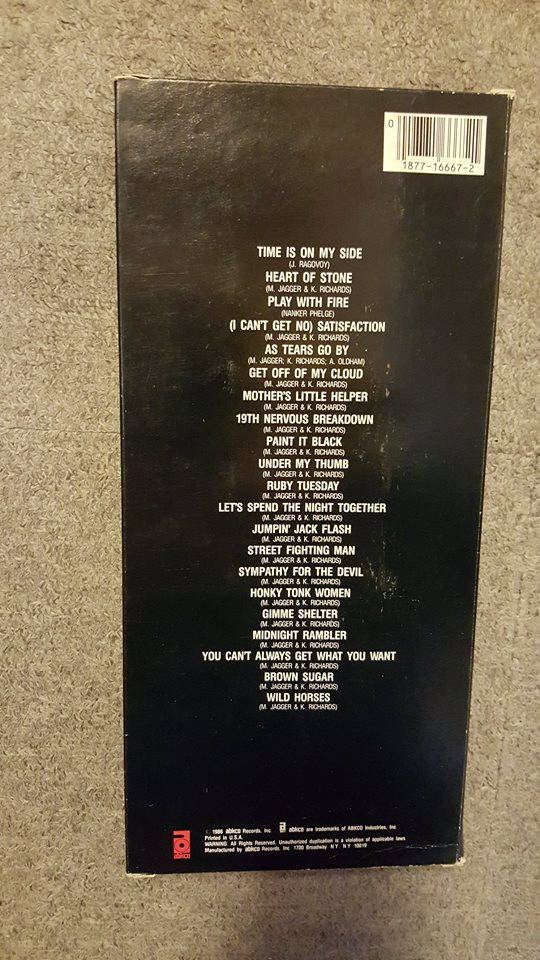 0
1877-16667-2
TIME IS ON MY SIDE
(J. RAGOVOY)
HEART OF STONE
(M. JAGGER & K. RICHARDS)
PLAY WITH FIRE
(NANKER PHELGE)
(I CAN'T GET NO) SATISFACTION
(M. JAGGER & K. RICHARDS)
AS TEARS GO BY
(M. JAGGER; K. RICHARDS; A. OLDHAM)
GET OFF OF MY CLOUD
(M. JAGGER & K. RICHARDS)
MOTHER'S LITTLE HELPER
(M. JAGGER & K. RICHARDS)
19TH NERVOUS BREAKDOWN
(M. JAGGER & K. RICHARDS)
PAINT IT BLACK
(M. JAGGER & K. RICHARDS)
UNDER MY THUMB
(M. JAGGER & K. RICHARDS)
RUBY TUESDAY
(M. JAGGER & K. RICHARDS)
LET'S SPEND THE NIGHT TOGETHER
(M. JAGGER & K. RICHARDS)
JUMPIN' JACK FLASH
(M. JAGGER & K. RICHARDS)
STREET FIGHTING MAN
(M. JAGGER & K. RICHARDS)
SYMPATHY FOR THE DEVIL
(M. JAGGER & K. RICHARDS)
HONKY TONK WOMEN
(M. JAGGER & K. RICHARDS)
GIMME SHELTER
(M. JAGGER & K. RICHARDS)
MIDNIGHT RAMBLER
(M. JAGGER & K. RICHARDS)
YOU CAN'T ALWAYS GET WHAT YOU WANT
(M. JAGGER & K. RICHARDS)
BROWN SUGAR
(M. JAGGER & K. RICHARDS)
WILD HORSES
(M. JAGGER & K. RICHARDS)
abkco
© 1986 abkco Records, Inc abkco are trademarks of ABKCO Industries, Inc
Printed in U.S.A.
WARNING: All Rights Reserved. Unauthorized duplication is a violation of applicable laws
Manufactured by abkco Records, Inc 1700 Broadway N Y N Y 10019